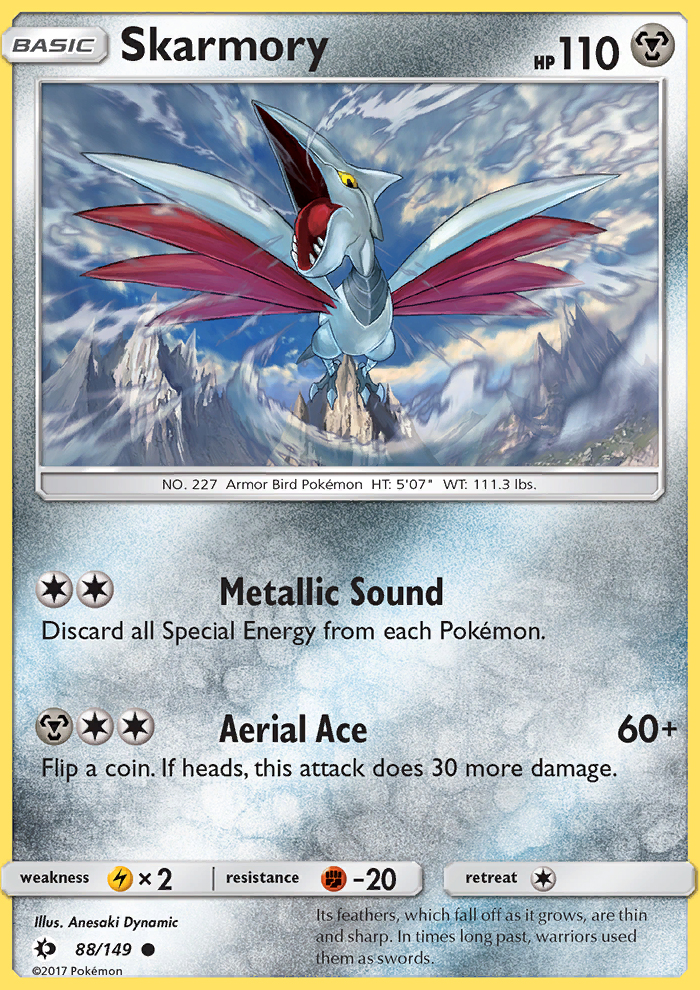 BASIC Skarmory HP 110
NO. 227 Armor Bird Pokémon HT: 5'07" WT: 111.3 lbs.
Metallic Sound
Discard all Special Energy from each Pokémon.
Aerial Ace 60+
Flip a coin. If heads, this attack does 30 more damage.
weakness ×2 resistance -20 retreat
Illus. Anesaki Dynamic
88/149
©2017 Pokémon
Its feathers, which fall off as it grows, are thin
and sharp. In times long past, warriors used
them as swords.